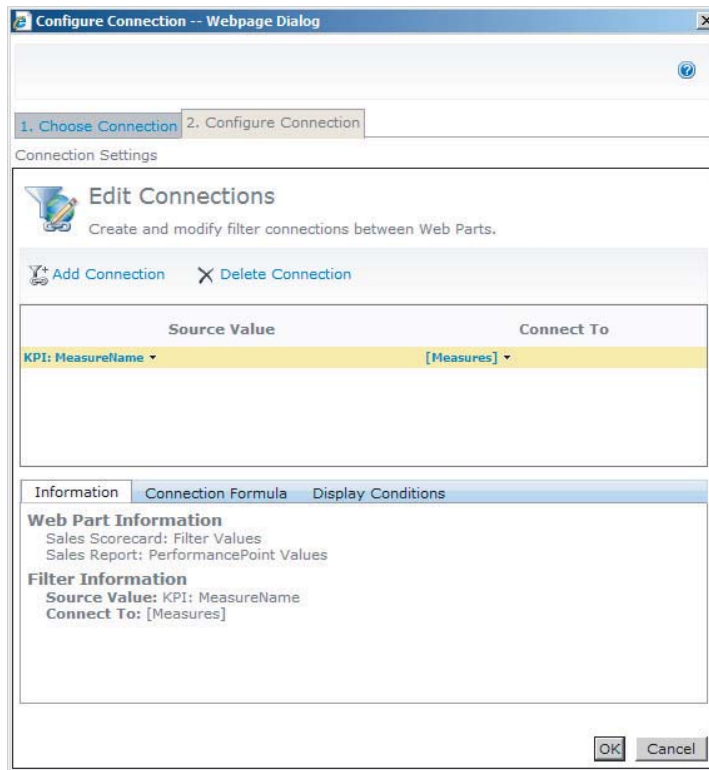 Configure Connection -- Webpage Dialog
1. Choose Connection 2. Configure Connection
Connection Settings
Edit Connections
Create and modify filter connections between Web Parts.
Add Connection Delete Connection
Source Value Connect To
KPI: MeasureName [Measures]
Information Connection Formula Display Conditions
Web Part Information
Sales Scorecard: Filter Values
Sales Report: PerformancePoint Values
Filter Information
Source Value: KPI: MeasureName
Connect To: [Measures]
OK Cancel